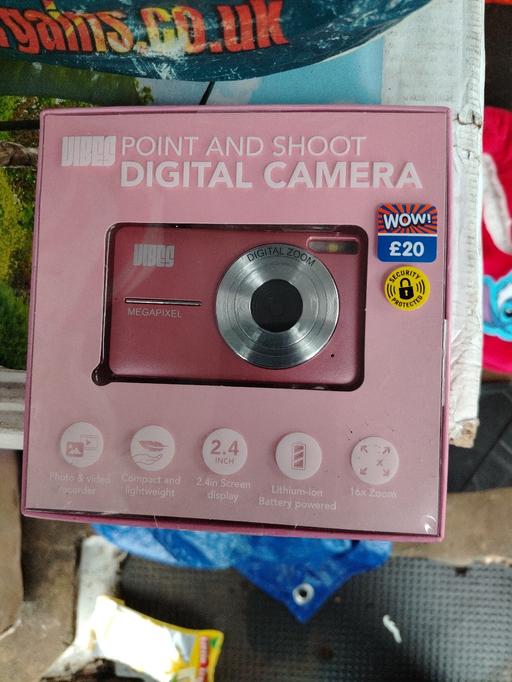 gains.co.uk
VIBES POINT AND SHOOT
DIGITAL CAMERA
WOW!
£20
SECURITY
PROTECTED
VIBES
DIGITAL ZOOM
MEGAPIXEL
2.4
INCH
Photo & video
recorder
Compact and
lightweight
2.4in Screen
display
Lithium-ion
Battery powered
16x Zoom